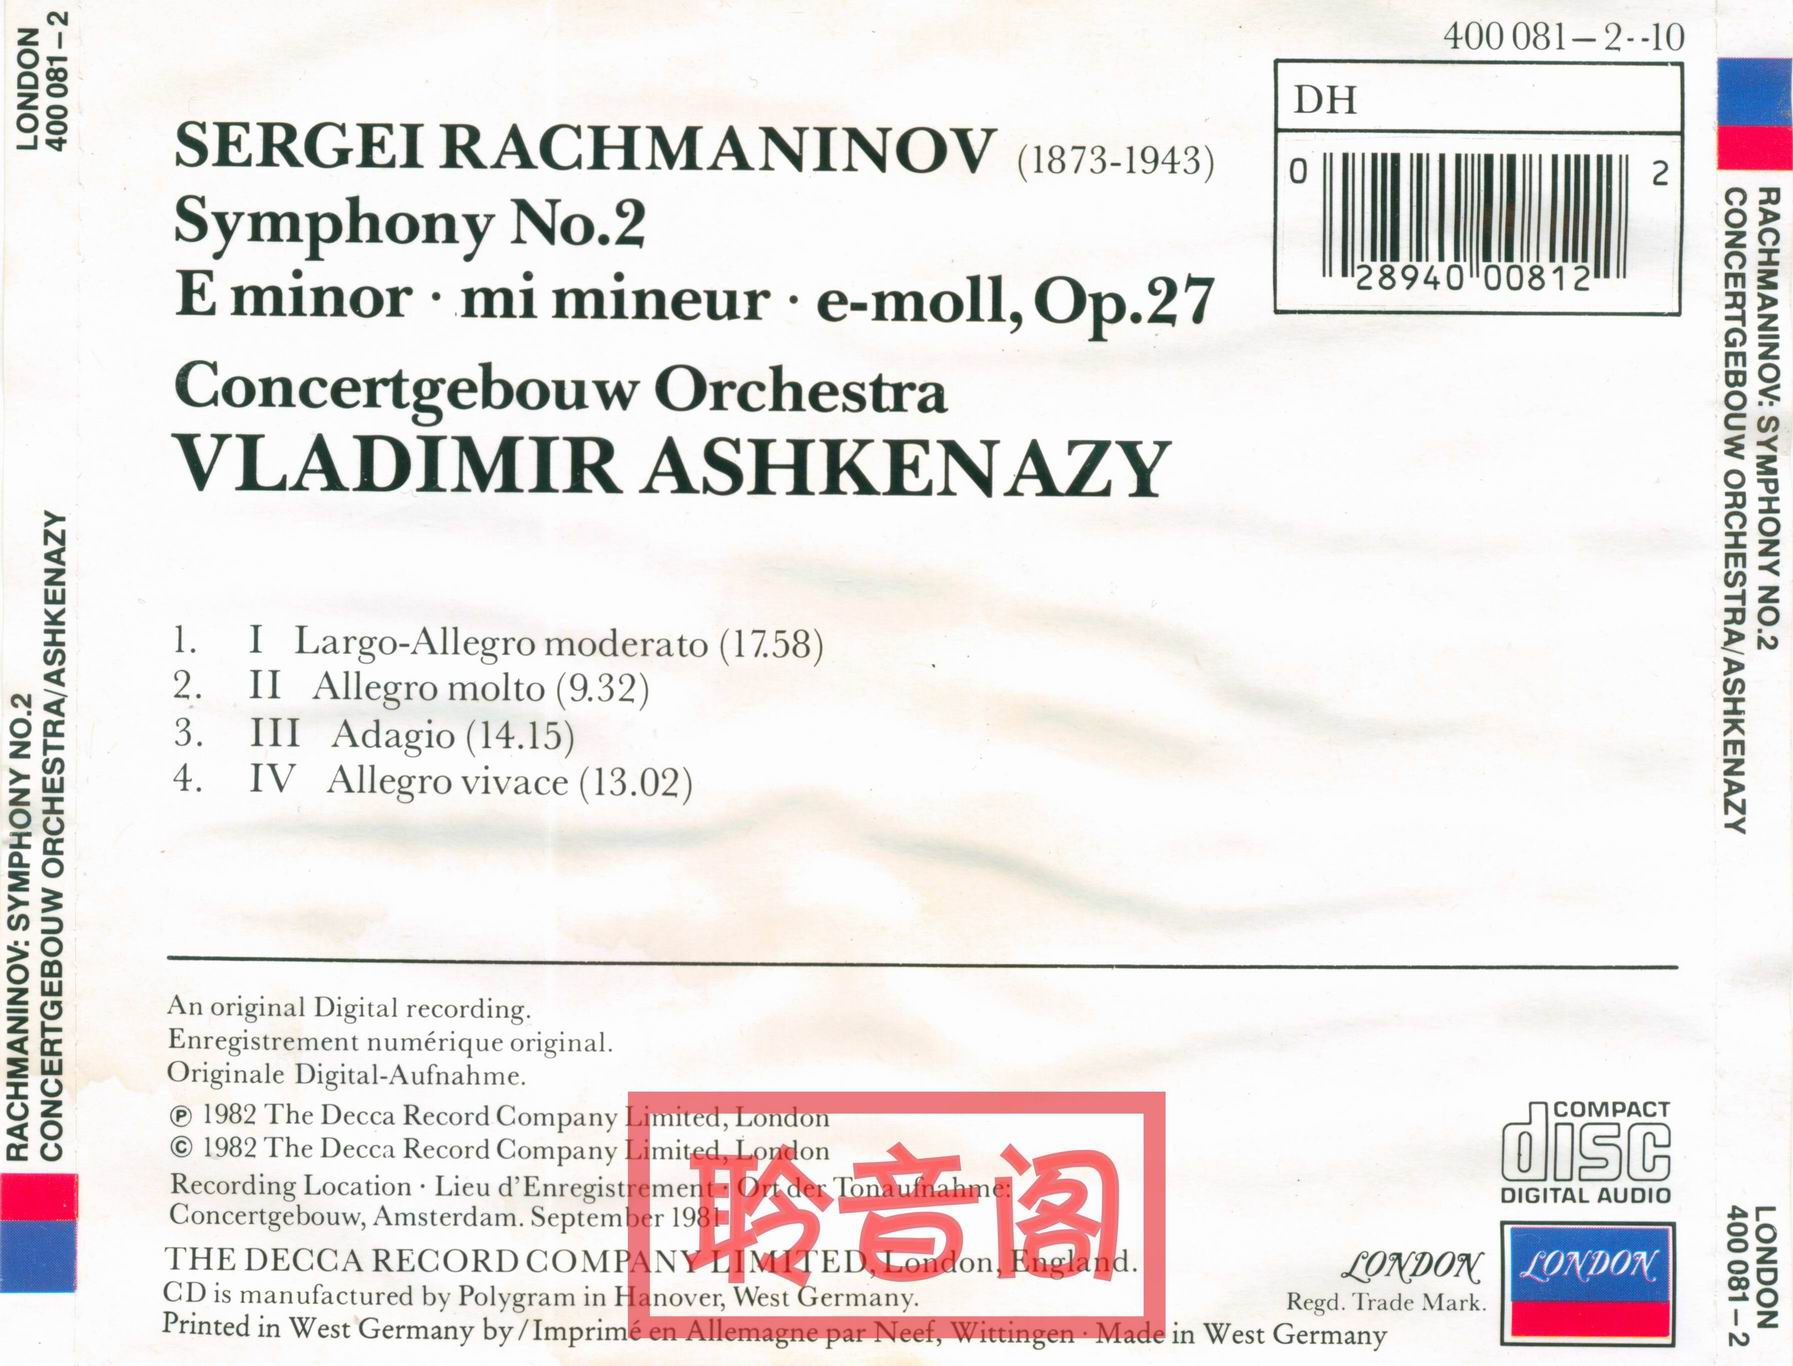 LONDON
400 081-2
RACHMANINOV: SYMPHONY NO.2
CONCERTGEBOUW ORCHESTRA/ASHKENAZY
400 081-2--10
DH
0 28940 00812 2
SERGEI RACHMANINOV (1873-1943)
Symphony No.2
E minor · mi mineur · e-moll, Op.27
Concertgebouw Orchestra
VLADIMIR ASHKENAZY
1. I Largo-Allegro moderato (17.58)
2. II Allegro molto (9.32)
3. III Adagio (14.15)
4. IV Allegro vivace (13.02)
An original Digital recording.
Enregistrement numérique original.
Originale Digital-Aufnahme.
℗ 1982 The Decca Record Company Limited, London
© 1982 The Decca Record Company Limited, London
Recording Location · Lieu d'Enregistrement · Ort der Tonaufnahme:
Concertgebouw, Amsterdam. September 1981
THE DECCA RECORD COMPANY LIMITED, London, England.
CD is manufactured by Polygram in Hanover, West Germany.
Printed in West Germany by/Imprimé en Allemagne par Neef, Wittingen · Made in West Germany
聆音阁
COMPACT
disc
DIGITAL AUDIO
LONDON
Regd. Trade Mark.
LONDON
RACHMANINOV: SYMPHONY NO.2
CONCERTGEBOUW ORCHESTRA/ASHKENAZY
LONDON
400 081-2